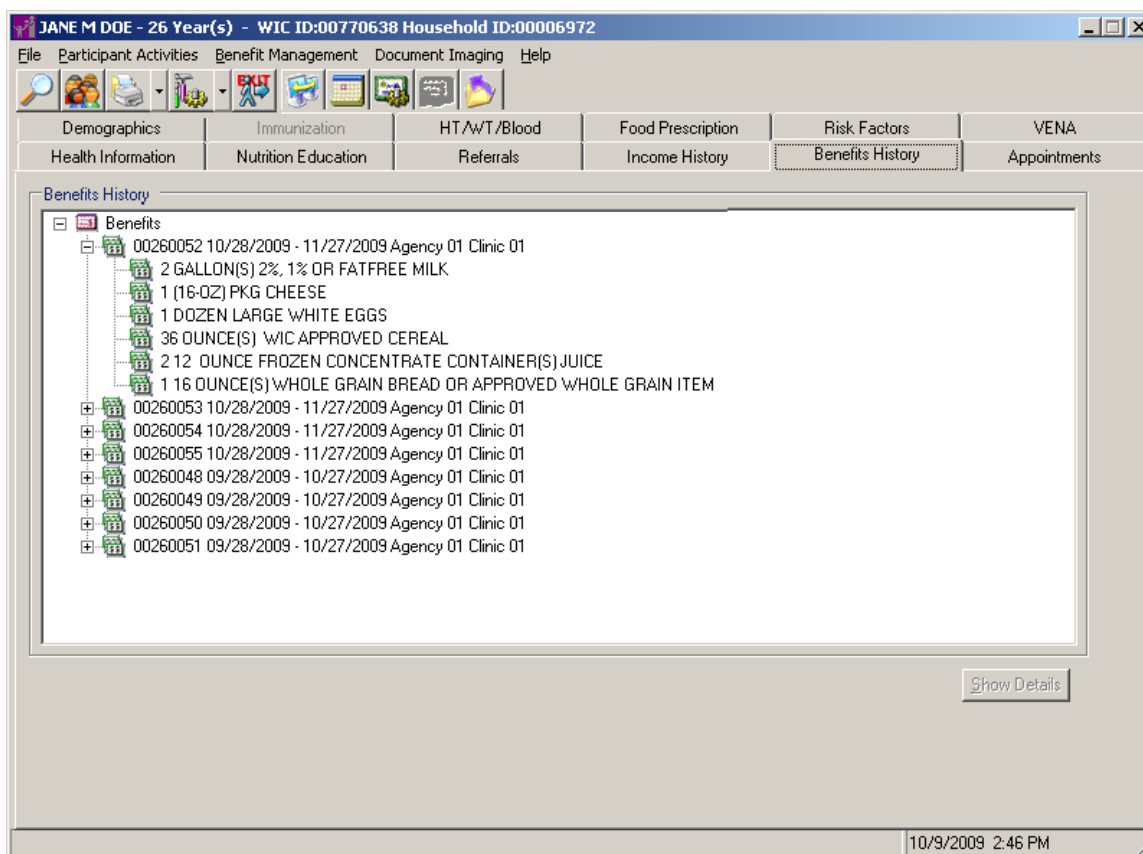 JANE M DOE - 26 Year(s) - WIC ID:00770638 Household ID:00006972
File Participant Activities Benefit Management Document Imaging Help
EXIT
Demographics Immunization HT/WT/Blood Food Prescription Risk Factors VENA
Health Information Nutrition Education Referrals Income History Benefits History Appointments
Benefits History
Benefits
00260052 10/28/2009 - 11/27/2009 Agency 01 Clinic 01
2 GALLON(S) 2%, 1% OR FATFREE MILK
1 (16-OZ) PKG CHEESE
1 DOZEN LARGE WHITE EGGS
36 OUNCE(S) WIC APPROVED CEREAL
2 12 OUNCE FROZEN CONCENTRATE CONTAINER(S) JUICE
1 16 OUNCE(S) WHOLE GRAIN BREAD OR APPROVED WHOLE GRAIN ITEM
00260053 10/28/2009 - 11/27/2009 Agency 01 Clinic 01
00260054 10/28/2009 - 11/27/2009 Agency 01 Clinic 01
00260055 10/28/2009 - 11/27/2009 Agency 01 Clinic 01
00260048 09/28/2009 - 10/27/2009 Agency 01 Clinic 01
00260049 09/28/2009 - 10/27/2009 Agency 01 Clinic 01
00260050 09/28/2009 - 10/27/2009 Agency 01 Clinic 01
00260051 09/28/2009 - 10/27/2009 Agency 01 Clinic 01
Show Details
10/9/2009 2:46 PM